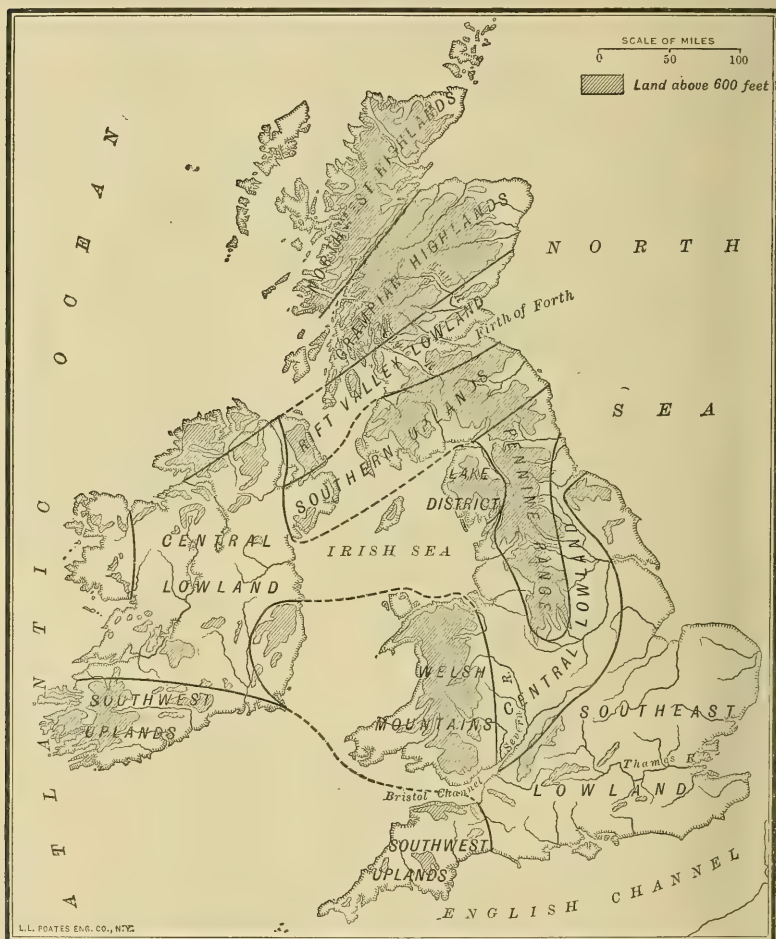 SCALE OF MILES
0 50 100
Land above 600 feet
ATLANTIC OCEAN
NORTHWEST HIGHLANDS
GRAMPIAN HIGHLANDS
NORTH
SEA
RIFT VALLEY LOWLAND
Firth of Forth
SOUTHERN UPLANDS
PENNINE RANGE
LAKE
DISTRICT
IRISH SEA
CENTRAL
LOWLAND
CENTRAL LOWLAND
WELSH
MOUNTAINS
Severn R.
SOUTHEAST
LOWLAND
Thames R.
SOUTHWEST
UPLANDS
Bristol Channel
SOUTHWEST
UPLANDS
ENGLISH CHANNEL
L.L. POATES ENG. CO., N.Y.